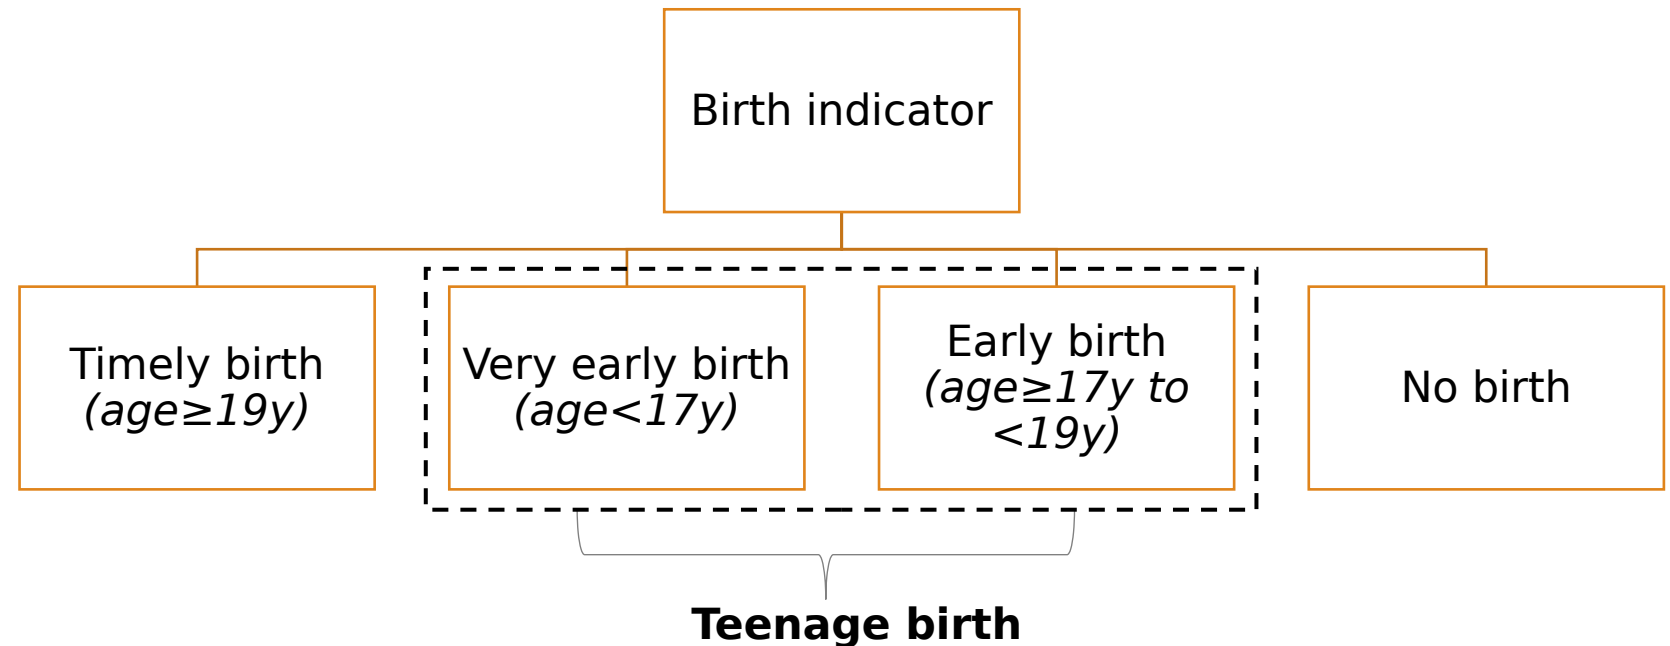 Birth indicator
Timely birth
(age≥19y)
Very early birth
(age<17y)
Early birth
(age≥17y to
<19y)
No birth
Teenage birth